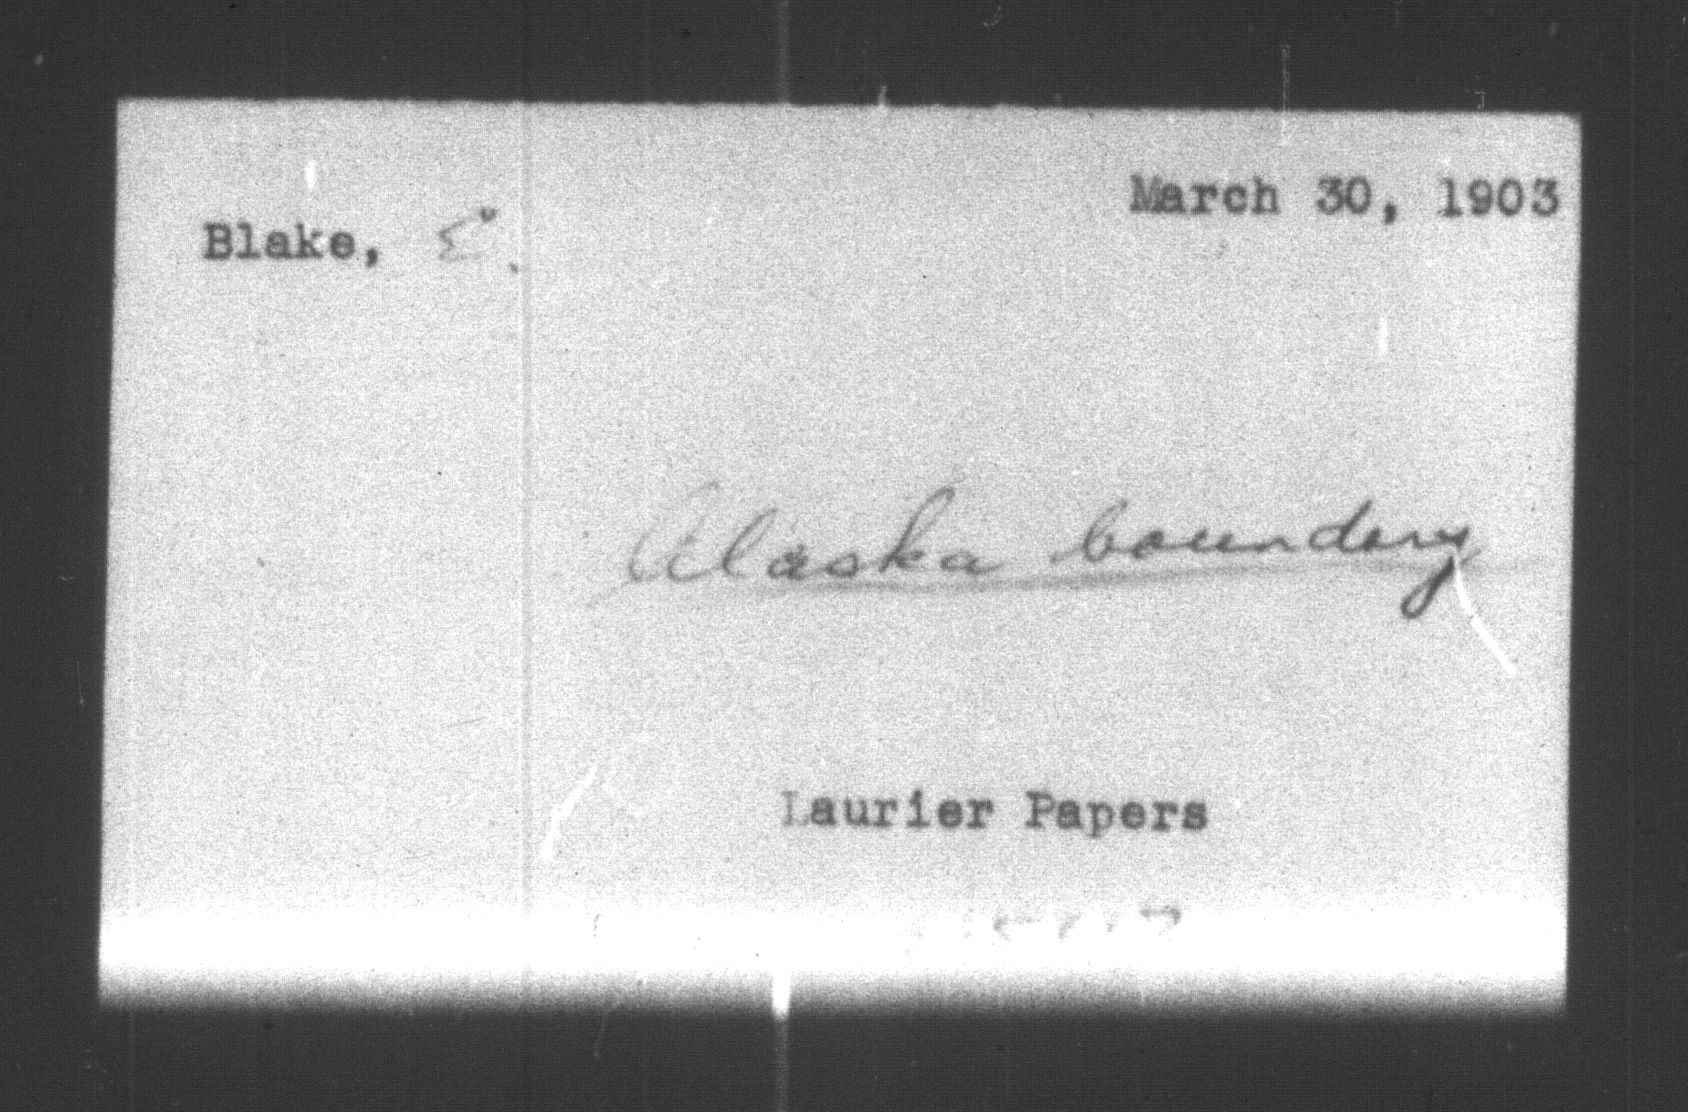 March 30, 1903
Blake, E.
Alaska boundary
Laurier Papers